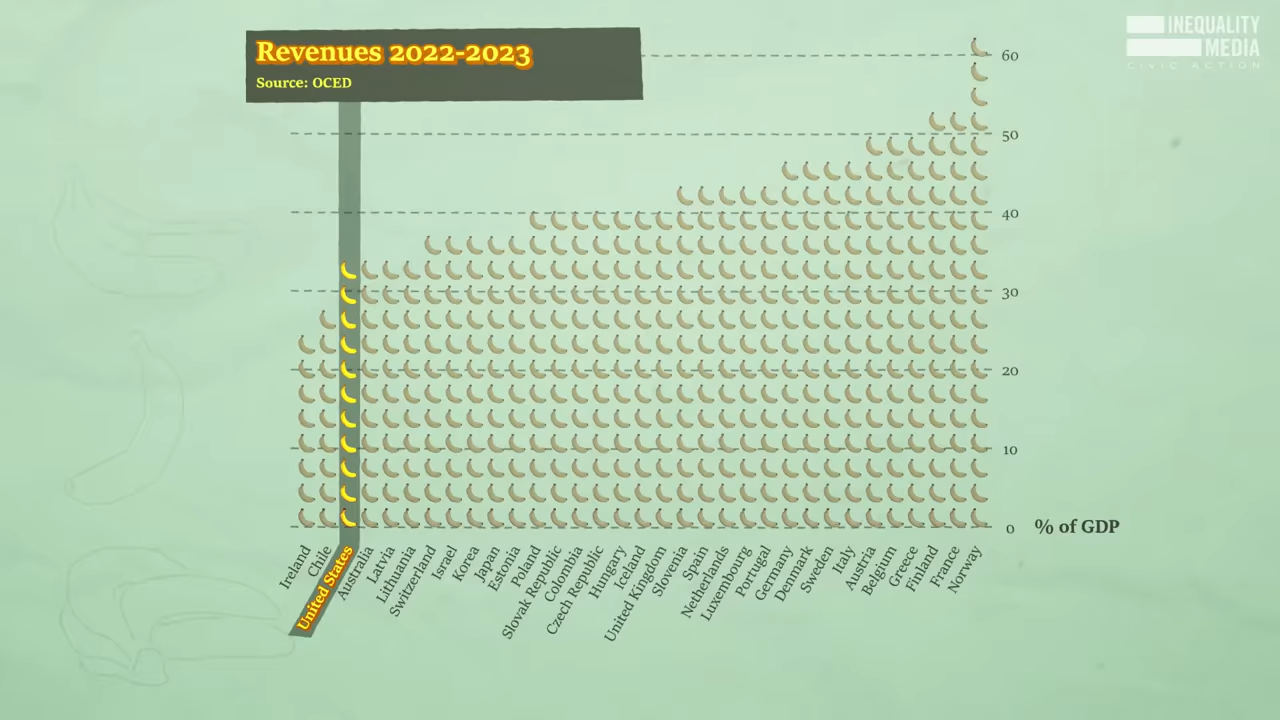 Revenues 2022-2023
Source: OCED
INEQUALITY
MEDIA
CIVIC ACTION
60
50
40
30
20
10
0
% of GDP
Ireland
Chile
United States
Australia
Latvia
Lithuania
Switzerland
Israel
Korea
Japan
Estonia
Poland
Slovak Republic
Colombia
Czech Republic
Hungary
Iceland
United Kingdom
Slovenia
Spain
Netherlands
Luxembourg
Portugal
Germany
Denmark
Sweden
Italy
Austria
Belgium
Greece
Finland
France
Norway